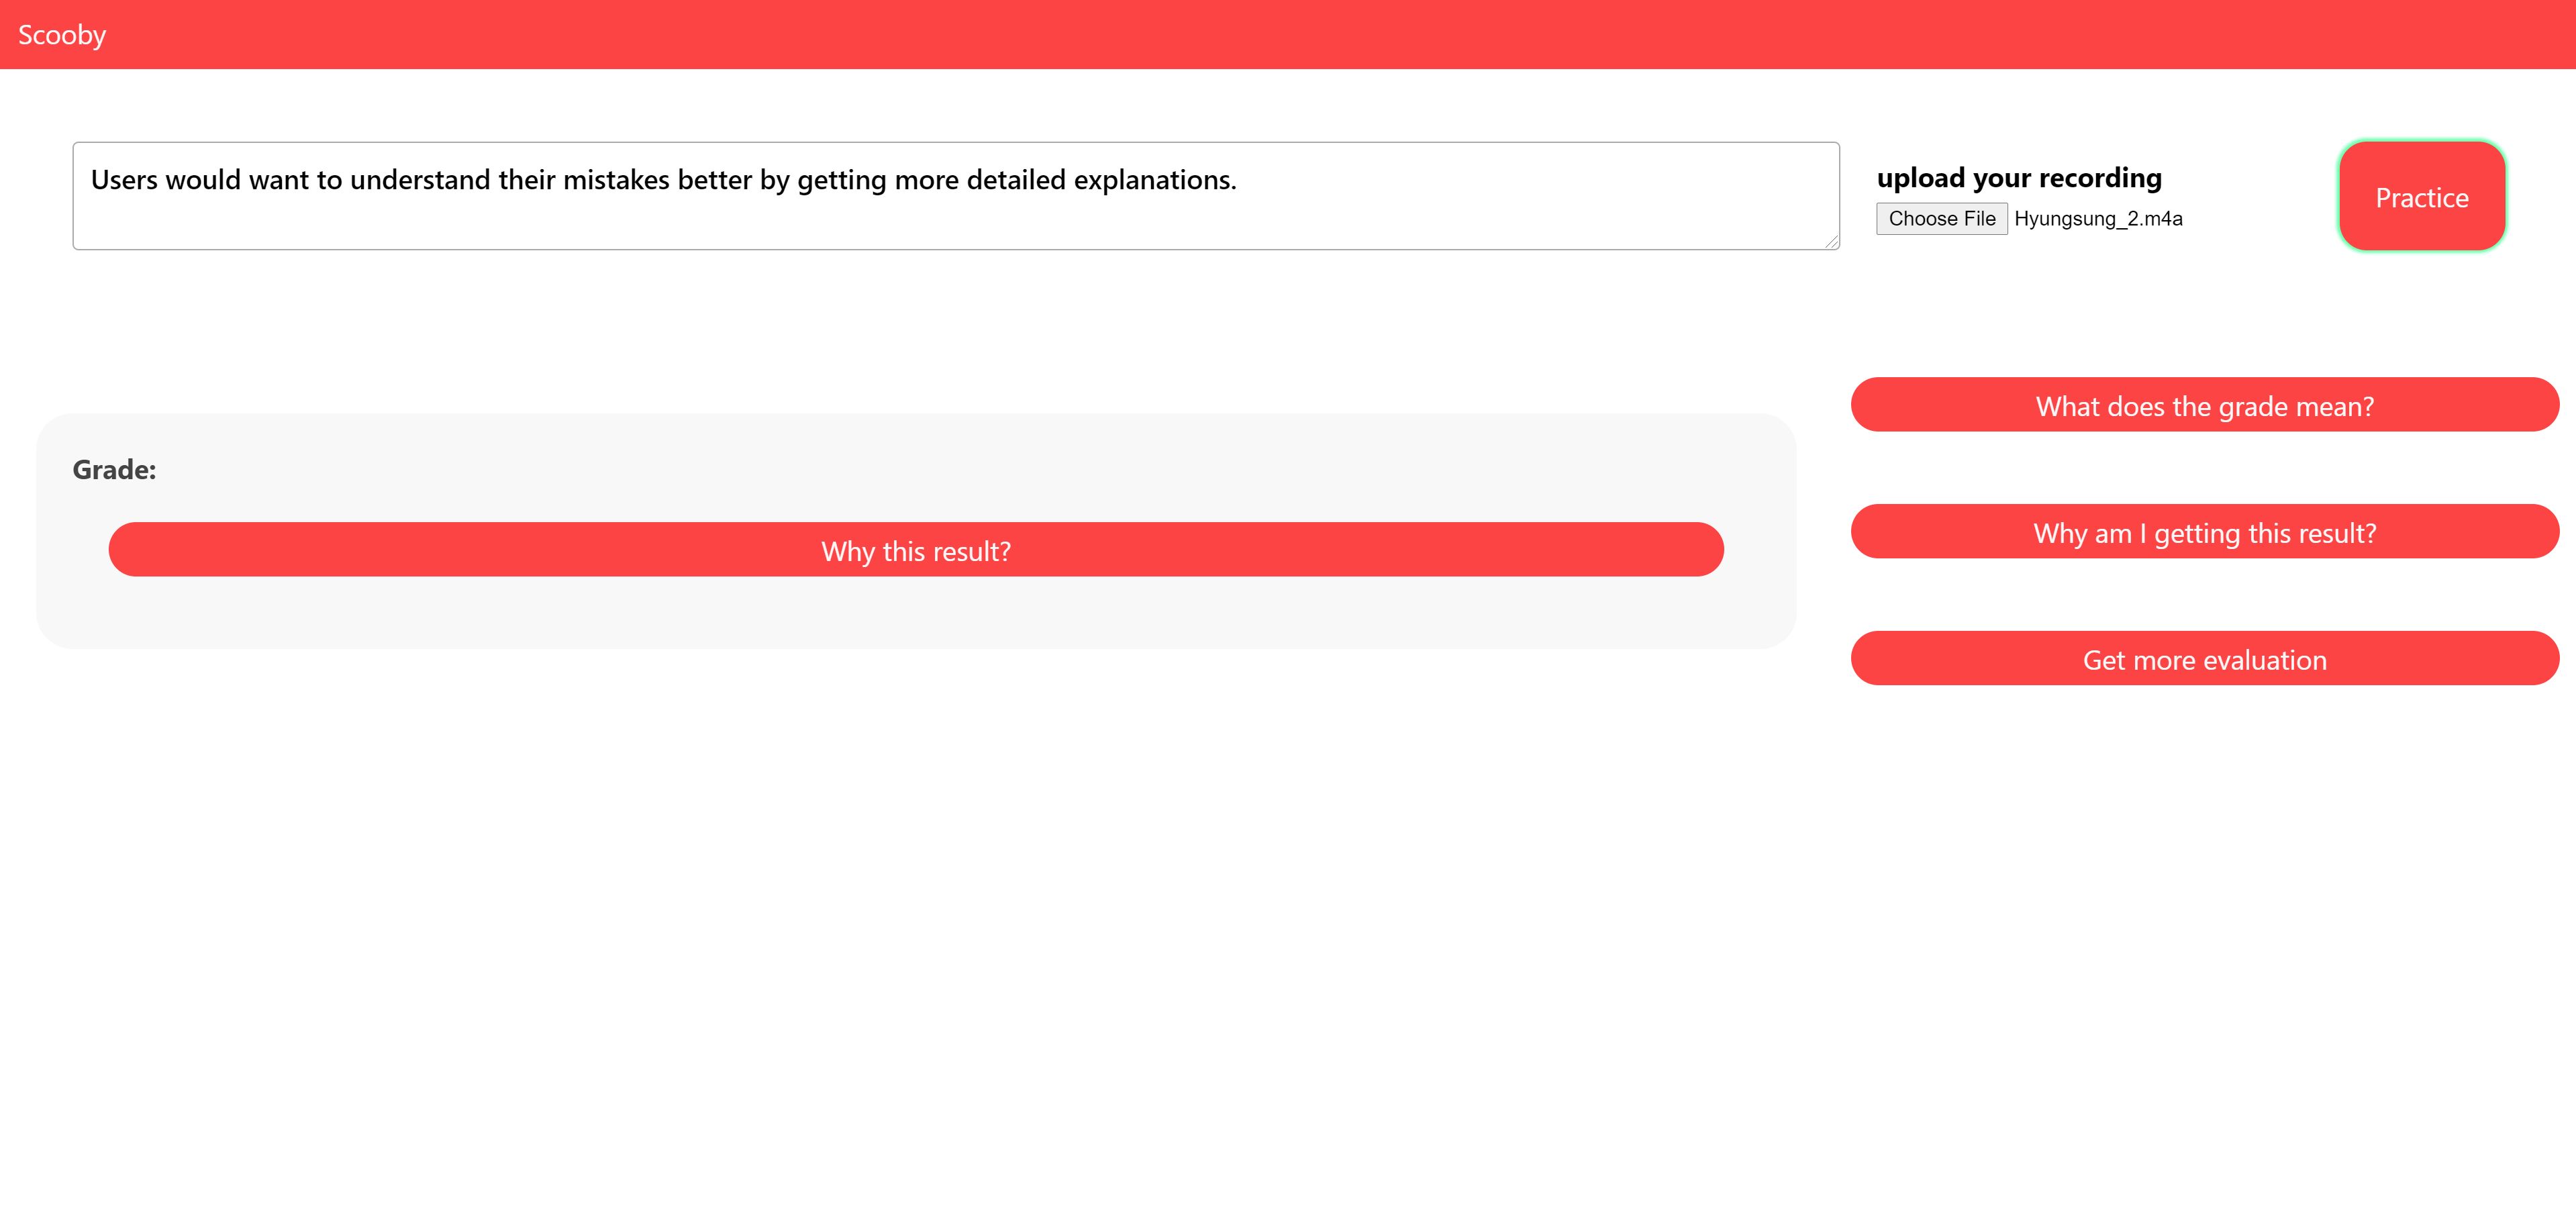 Scooby
Users would want to understand their mistakes better by getting more detailed explanations.
upload your recording
Choose File Hyungsung_2.m4a
Practice
Grade:
Why this result?
What does the grade mean?
Why am I getting this result?
Get more evaluation